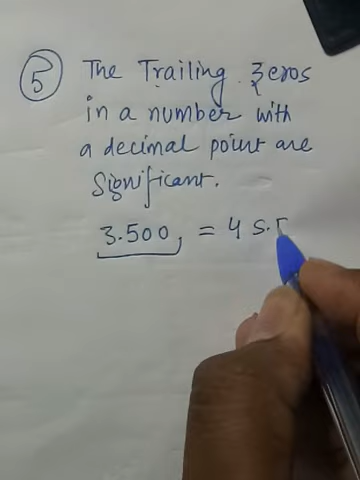 5 The Trailing Zeros
in a number with
a decimal point are
Significant.
3.500, = 4 S.F